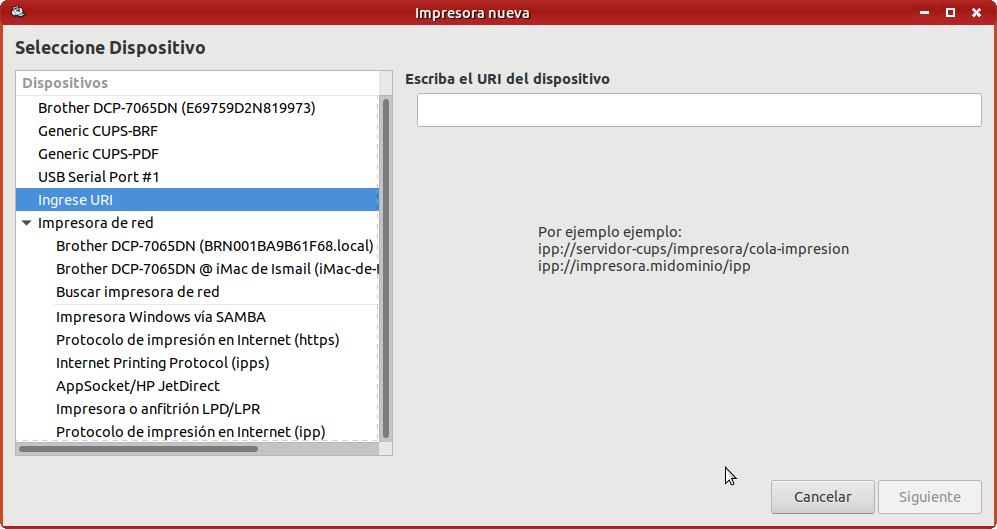 Impresora nueva
Seleccione Dispositivo
Dispositivos
Brother DCP-7065DN (E69759D2N819973)
Generic CUPS-BRF
Generic CUPS-PDF
USB Serial Port #1
Ingrese URI
Impresora de red
Brother DCP-7065DN (BRN001BA9B61F68.local)
Brother DCP-7065DN @ iMac de Ismail (iMac-de-
Buscar impresora de red
Impresora Windows vía SAMBA
Protocolo de impresión en Internet (https)
Internet Printing Protocol (ipps)
AppSocket/HP JetDirect
Impresora o anfitrión LPD/LPR
Protocolo de impresión en Internet (ipp)
Escriba el URI del dispositivo
Por ejemplo ejemplo:
ipp://servidor-cups/impresora/cola-impresion
ipp://impresora.midominio/ipp
Cancelar
Siguiente